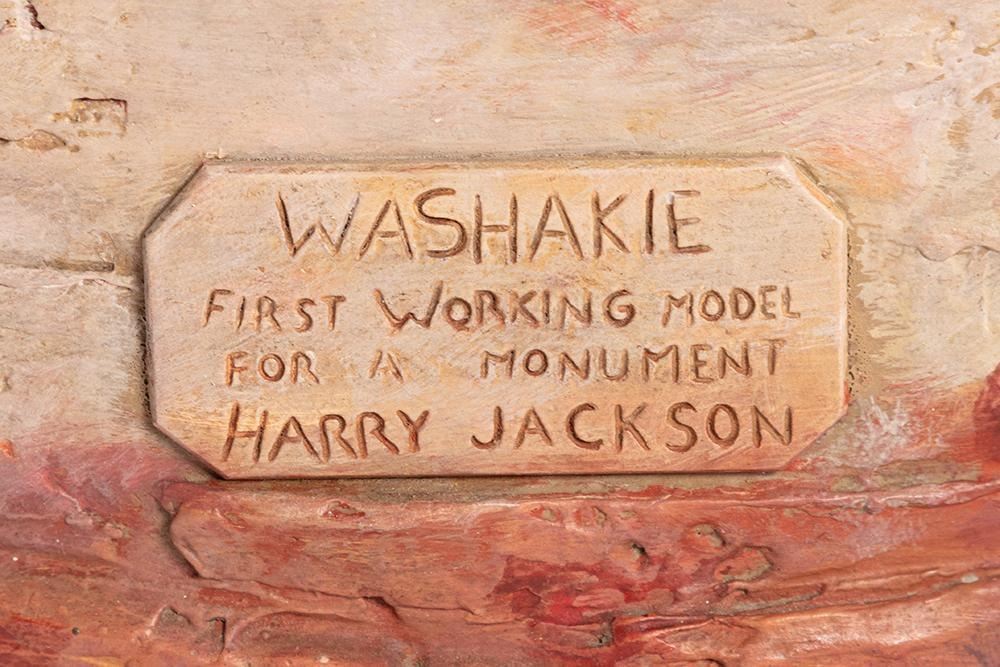 WASHAKIE
FIRST WORKING MODEL
FOR A MONUMENT
HARRY JACKSON